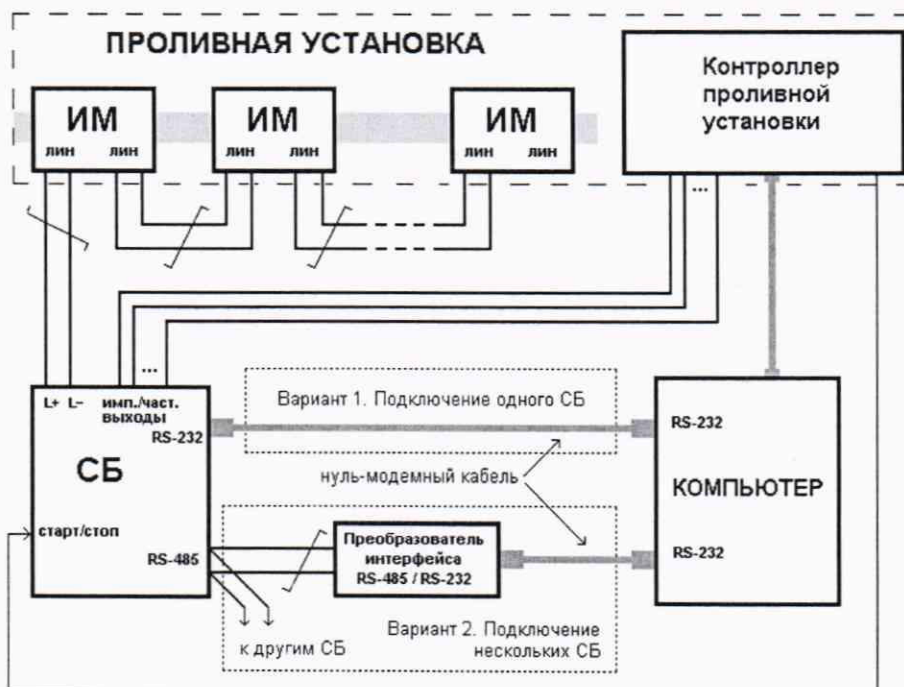 ПРОЛИВНАЯ УСТАНОВКА
Контроллер
проливной
установки
ИМ
лин лин
ИМ
лин лин
ИМ
лин лин
...
...
L+ L− имп./част.
выходы
RS-232
СБ
старт/стоп
RS-485
Вариант 1. Подключение одного СБ
нуль-модемный кабель
Преобразователь
интерфейса
RS-485 / RS-232
к другим СБ
Вариант 2. Подключение
нескольких СБ
RS-232
КОМПЬЮТЕР
RS-232